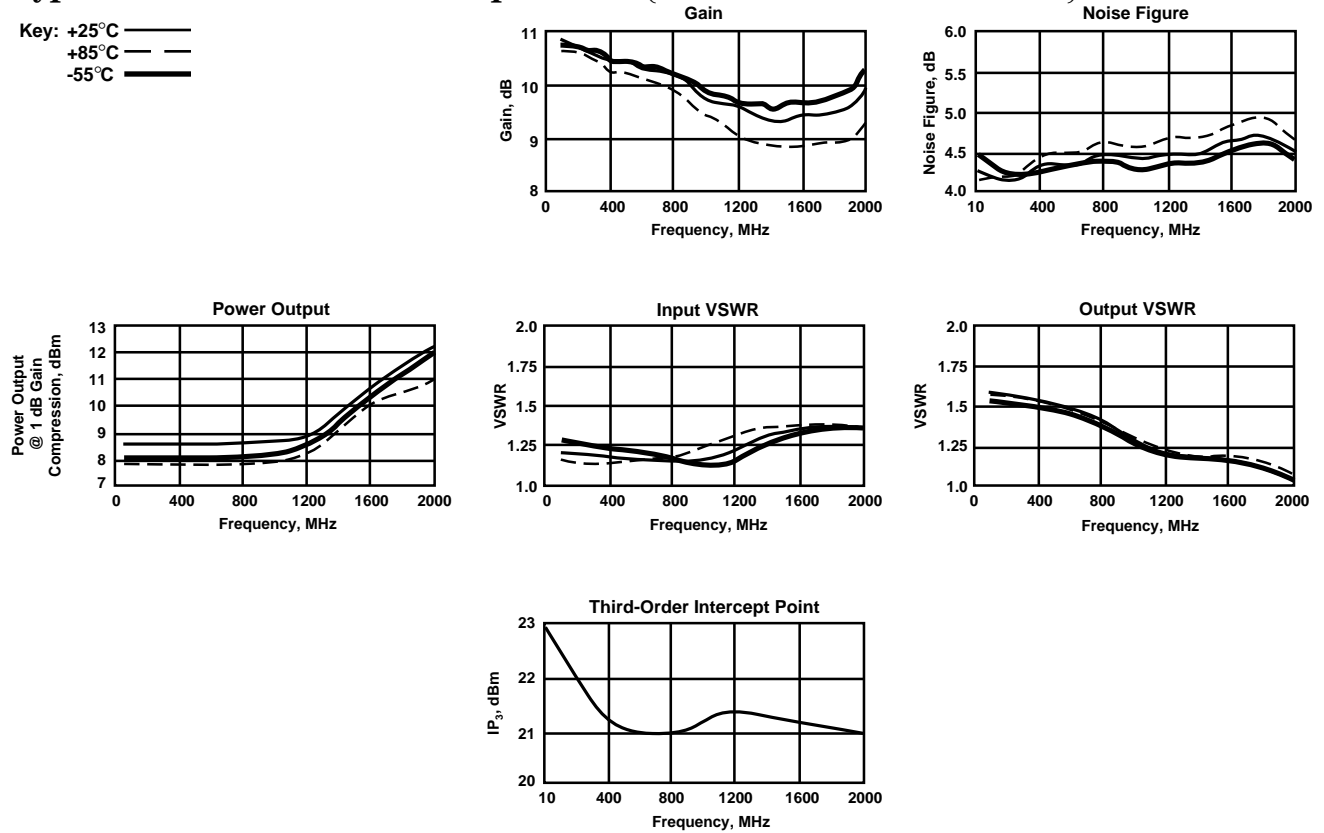 Key: +25°C
+85°C
-55°C
Gain
11
10
9
8
Gain, dB
0 400 800 1200 1600 2000
Frequency, MHz
Noise Figure
6.0
5.5
5.0
4.5
4.0
Noise Figure, dB
10 400 800 1200 1600 2000
Frequency, MHz
Power Output
13
12
11
10
9
8
7
Power Output
@ 1 dB Gain
Compression, dBm
0 400 800 1200 1600 2000
Frequency, MHz
Input VSWR
2.0
1.75
1.5
1.25
1.0
VSWR
0 400 800 1200 1600 2000
Frequency, MHz
Output VSWR
2.0
1.75
1.5
1.25
1.0
VSWR
0 400 800 1200 1600 2000
Frequency, MHz
Third-Order Intercept Point
23
22
21
20
IP3, dBm
10 400 800 1200 1600 2000
Frequency, MHz